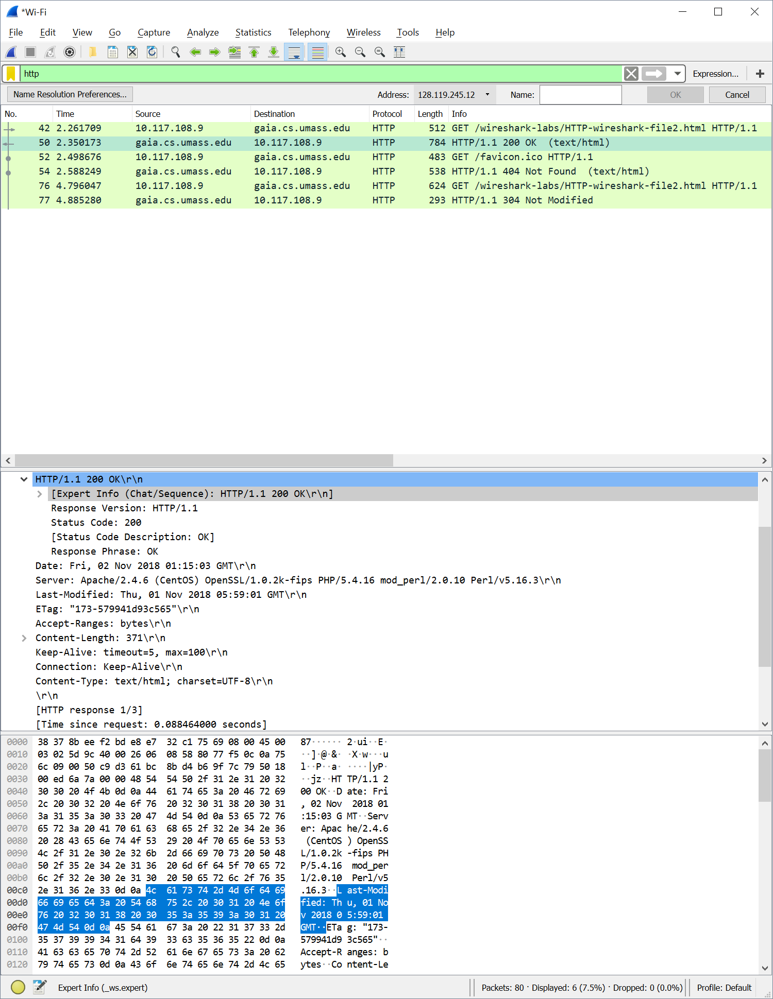 *Wi-Fi
File Edit View Go Capture Analyze Statistics Telephony Wireless Tools Help
http Expression... +
Name Resolution Preferences... Address: 128.119.245.12 Name: OK Cancel
No. Time Source Destination Protocol Length Info
42 2.261709 10.117.108.9 gaia.cs.umass.edu HTTP 512 GET /wireshark-labs/HTTP-wireshark-file2.html HTTP/1.1
50 2.350173 gaia.cs.umass.edu 10.117.108.9 HTTP 784 HTTP/1.1 200 OK (text/html)
52 2.498676 10.117.108.9 gaia.cs.umass.edu HTTP 483 GET /favicon.ico HTTP/1.1
54 2.588249 gaia.cs.umass.edu 10.117.108.9 HTTP 538 HTTP/1.1 404 Not Found (text/html)
76 4.796047 10.117.108.9 gaia.cs.umass.edu HTTP 624 GET /wireshark-labs/HTTP-wireshark-file2.html HTTP/1.1
77 4.885280 gaia.cs.umass.edu 10.117.108.9 HTTP 293 HTTP/1.1 304 Not Modified
HTTP/1.1 200 OK\r\n
[Expert Info (Chat/Sequence): HTTP/1.1 200 OK\r\n]
Response Version: HTTP/1.1
Status Code: 200
[Status Code Description: OK]
Response Phrase: OK
Date: Fri, 02 Nov 2018 01:15:03 GMT\r\n
Server: Apache/2.4.6 (CentOS) OpenSSL/1.0.2k-fips PHP/5.4.16 mod_perl/2.0.10 Perl/v5.16.3\r\n
Last-Modified: Thu, 01 Nov 2018 05:59:01 GMT\r\n
ETag: "173-579941d93c565"\r\n
Accept-Ranges: bytes\r\n
Content-Length: 371\r\n
Keep-Alive: timeout=5, max=100\r\n
Connection: Keep-Alive\r\n
Content-Type: text/html; charset=UTF-8\r\n
\r\n
[HTTP response 1/3]
[Time since request: 0.088464000 seconds]
0000 38 37 8b ee f2 bd e8 e7 32 c1 75 69 08 00 45 00 87······ 2·ui··E·
0010 03 02 5d 9c 40 00 26 06 08 58 80 77 f5 0c 0a 75 ··]·@·&· ·X·w···u
0020 6c 09 00 50 c9 d3 61 bc 8b d4 b6 9f 7c 79 50 18 l··P··a· ····|yP·
0030 00 ed 6a 7a 00 00 48 54 54 50 2f 31 2e 31 20 32 ··jz··HT TP/1.1 2
0040 30 30 20 4f 4b 0d 0a 44 61 74 65 3a 20 46 72 69 00 OK··D ate: Fri
0050 2c 20 30 32 20 4e 6f 76 20 32 30 31 38 20 30 31 , 02 Nov 2018 01
0060 3a 31 35 3a 30 33 20 47 4d 54 0d 0a 53 65 72 76 :15:03 G MT··Serv
0070 65 72 3a 20 41 70 61 63 68 65 2f 32 2e 34 2e 36 er: Apac he/2.4.6
0080 20 28 43 65 6e 74 4f 53 29 20 4f 70 65 6e 53 53 (CentOS ) OpenSS
0090 4c 2f 31 2e 30 2e 32 6b 2d 66 69 70 73 20 50 48 L/1.0.2k -fips PH
00a0 50 2f 35 2e 34 2e 31 36 20 6d 6f 64 5f 70 65 72 P/5.4.16 mod_per
00b0 6c 2f 32 2e 30 2e 31 30 20 50 65 72 6c 2f 76 35 l/2.0.10 Perl/v5
00c0 2e 31 36 2e 33 0d 0a 4c 61 73 74 2d 4d 6f 64 69 .16.3··L ast-Modi
00d0 66 69 65 64 3a 20 54 68 75 2c 20 30 31 20 4e 6f fied: Th u, 01 No
00e0 76 20 32 30 31 38 20 30 35 3a 35 39 3a 30 31 20 v 2018 0 5:59:01
00f0 47 4d 54 0d 0a 45 54 61 67 3a 20 22 31 37 33 2d GMT··ETa g: "173-
0100 35 37 39 39 34 31 64 39 33 63 35 36 35 22 0d 0a 579941d9 3c565"··
0110 41 63 63 65 70 74 2d 52 61 6e 67 65 73 3a 20 62 Accept-R anges: b
0120 79 74 65 73 0d 0a 43 6f 6e 74 65 6e 74 2d 4c 65 ytes··Co ntent-Le
Expert Info (_ws.expert) Packets: 80 · Displayed: 6 (7.5%) · Dropped: 0 (0.0%) Profile: Default